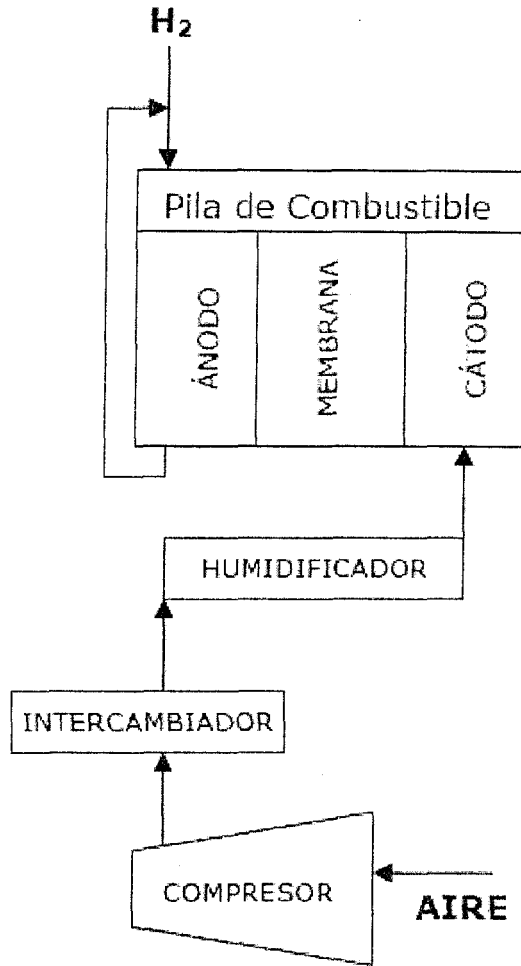 H₂
Pila de Combustible
ÁNODO
MEMBRANA
CÁTODO
HUMIDIFICADOR
INTERCAMBIADOR
COMPRESOR
AIRE